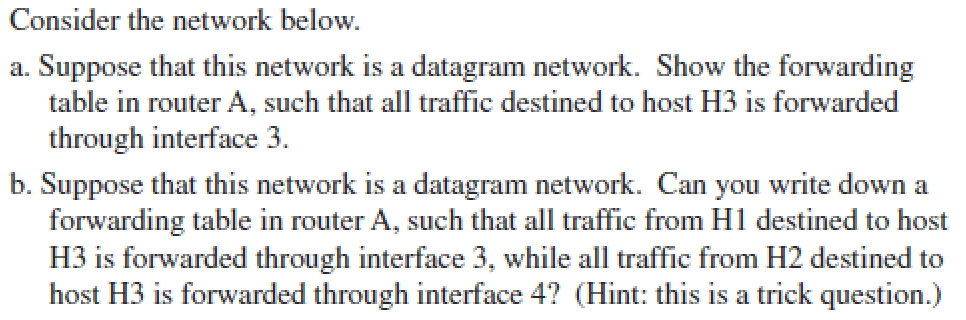 Consider the network below.
a. Suppose that this network is a datagram network. Show the forwarding
table in router A, such that all traffic destined to host H3 is forwarded
through interface 3.
b. Suppose that this network is a datagram network. Can you write down a
forwarding table in router A, such that all traffic from H1 destined to host
H3 is forwarded through interface 3, while all traffic from H2 destined to
host H3 is forwarded through interface 4? (Hint: this is a trick question.)